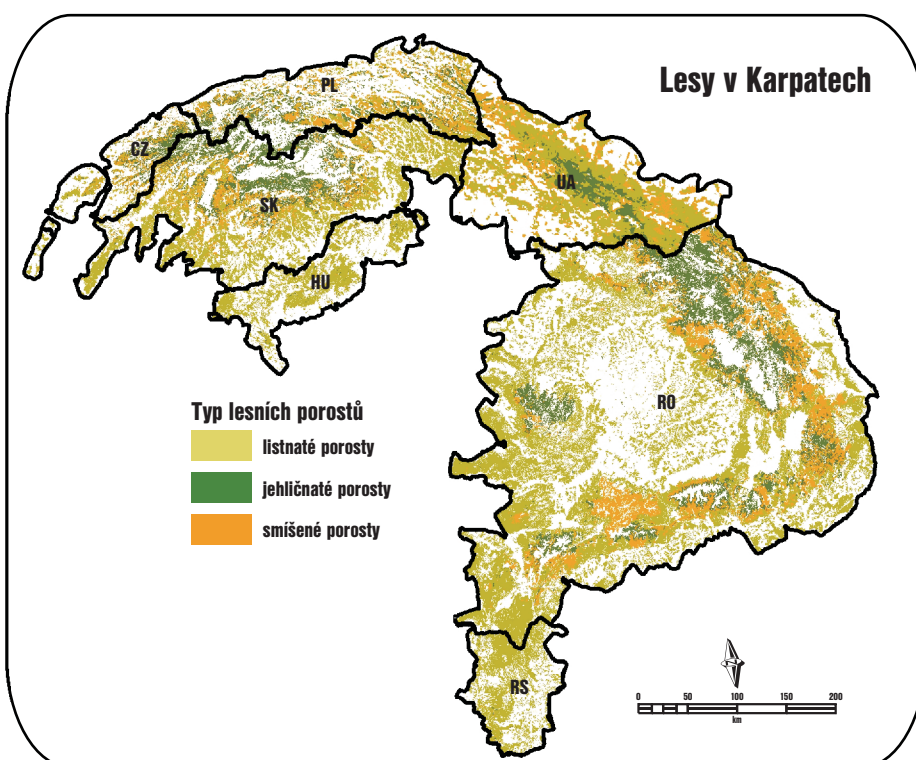 Lesy v Karpatech
PL
CZ
UA
SK
HU
RO
RS
Typ lesních porostů
listnaté porosty
jehličnaté porosty
smíšené porosty
0 50 100 150 200
km